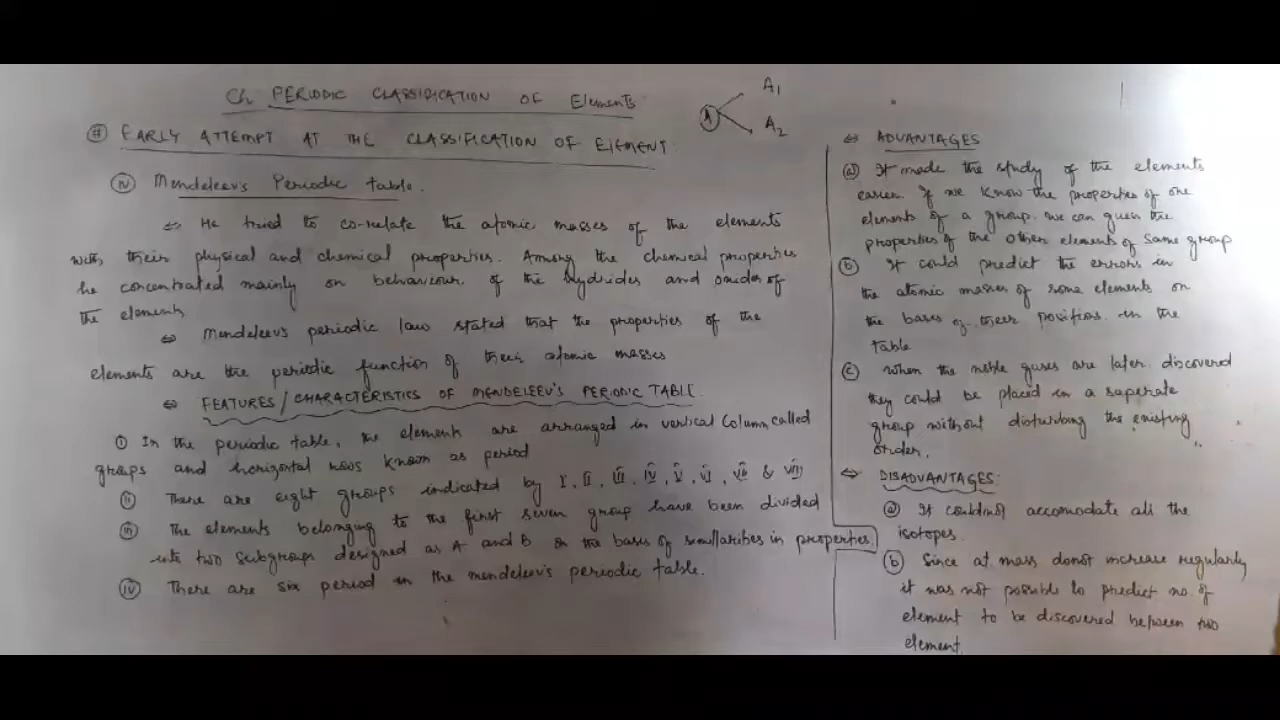 Ch PERIODIC CLASSIFICATION OF Elements
A A1
A2
# EARLY ATTEMPT AT THE CLASSIFICATION OF ElEMENT
iv Mendeleev's Periodic table.
⇔ He tried to co-relate the atomic masses of the elements
with their physical and chemical properties. Among the chemical properties
he concentrated mainly on behaviour of the hydrides and oxides of
the elements
⇔ Mendeleev's periodic law stated that the properties of the
elements are the periodic function of their atomic masses
⇔ FEATURES/CHARACTERISTICS OF MENDELEEV'S PERIODIC TABLE.
i In the periodic table, the elements are arranged in vertical Column called
groups and horizontal rows known as period
ii There are eight groups indicated by I, II, III, IV, V, VI, VII & VIII
iii The elements belonging to the first seven group have been divided
into two subgroups designed as A and B on the bases of similarities in properties
iv There are six period in the mendeleev's periodic table.
⇔ ADVANTAGES
a It made the study of the elements
easier. If we know the properties of one
elements of a group. we can guess the
properties of the other elements of same group
b It could predict the errors in
the atomic masses of some elements on
the bases of their positions in the
table
c When the noble gases are later discovered
they could be placed in a saperate
group without disturbing the existing
order.
⇔ DISADVANTAGES:
a It couldnot accomodate all the
isotopes.
b Since at mass donot increase regularly
it was not possible to predict no. of
element to be discovered between two
element.